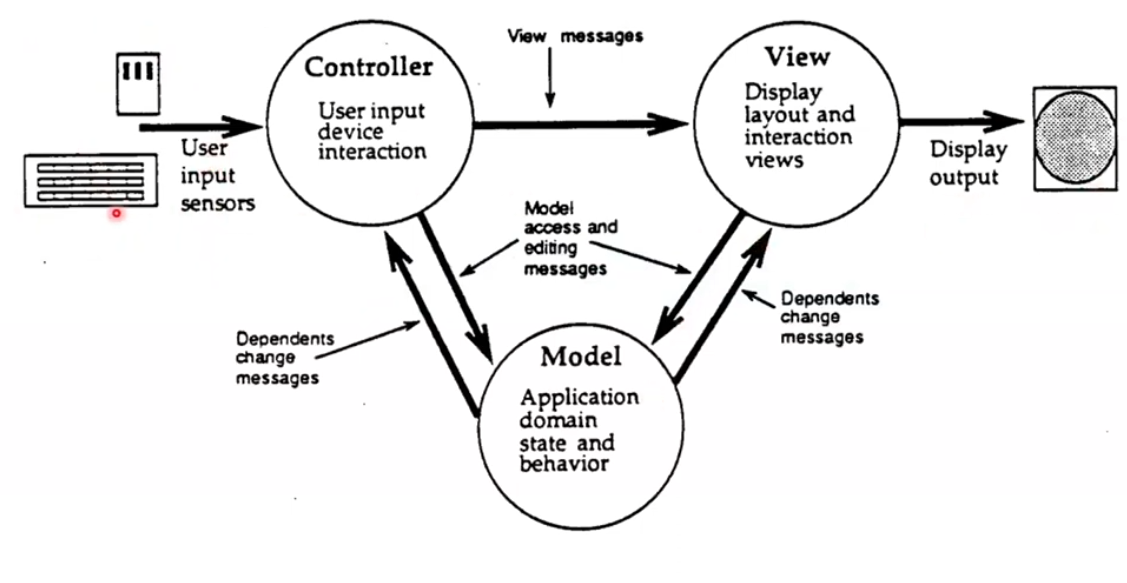 View messages
Controller
User input
device
interaction
View
Display
layout and
interaction
views
User
input
sensors
Display
output
Model
access and
editing
messages
Dependents
change
messages
Dependents
change
messages
Model
Application
domain
state and
behavior